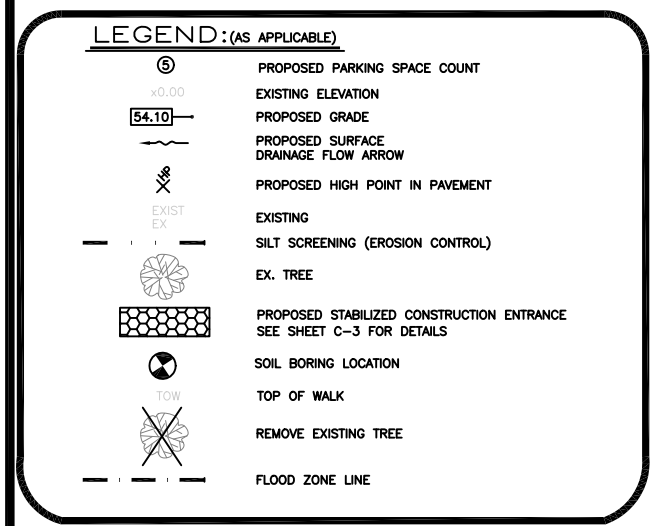 LEGEND:(AS APPLICABLE)
5 PROPOSED PARKING SPACE COUNT
x0.00 EXISTING ELEVATION
54.10 PROPOSED GRADE
PROPOSED SURFACE
DRAINAGE FLOW ARROW
HP PROPOSED HIGH POINT IN PAVEMENT
EXIST
EX EXISTING
SILT SCREENING (EROSION CONTROL)
EX. TREE
PROPOSED STABILIZED CONSTRUCTION ENTRANCE
SEE SHEET C-3 FOR DETAILS
SOIL BORING LOCATION
TOW TOP OF WALK
REMOVE EXISTING TREE
FLOOD ZONE LINE